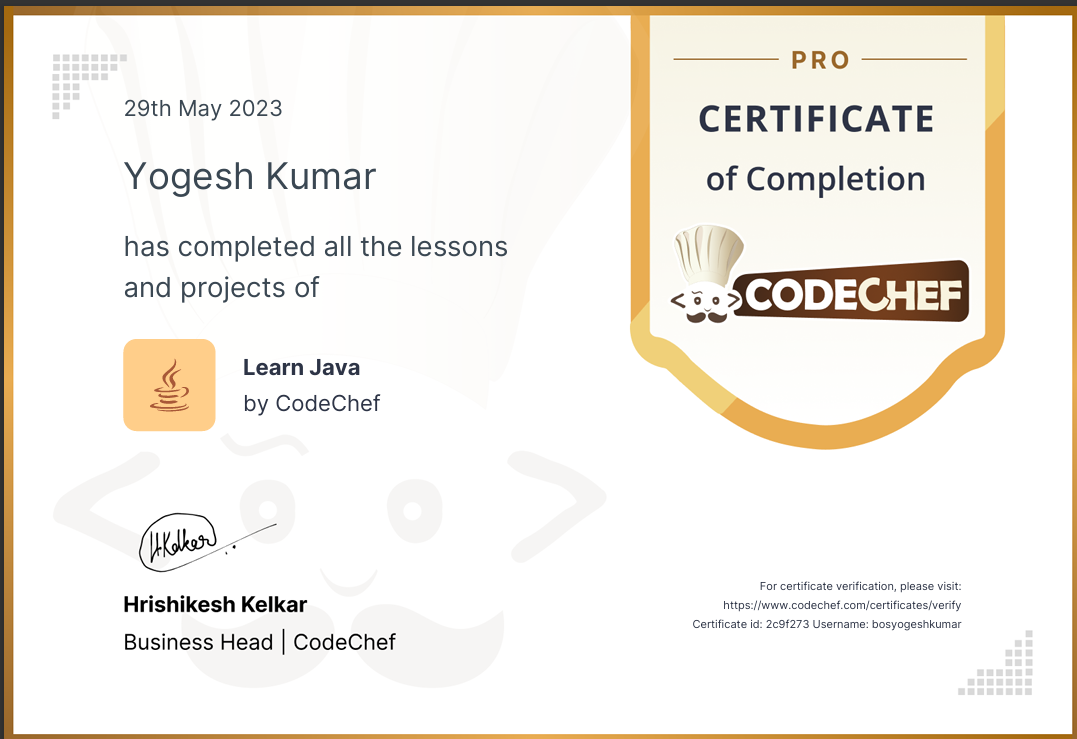 29th May 2023
Yogesh Kumar
has completed all the lessons
and projects of
Learn Java
by CodeChef
H.Kelkar
Hrishikesh Kelkar
Business Head | CodeChef
PRO
CERTIFICATE
of Completion
CODECHEF
For certificate verification, please visit:
https://www.codechef.com/certificates/verify
Certificate id: 2c9f273 Username: bosyogeshkumar